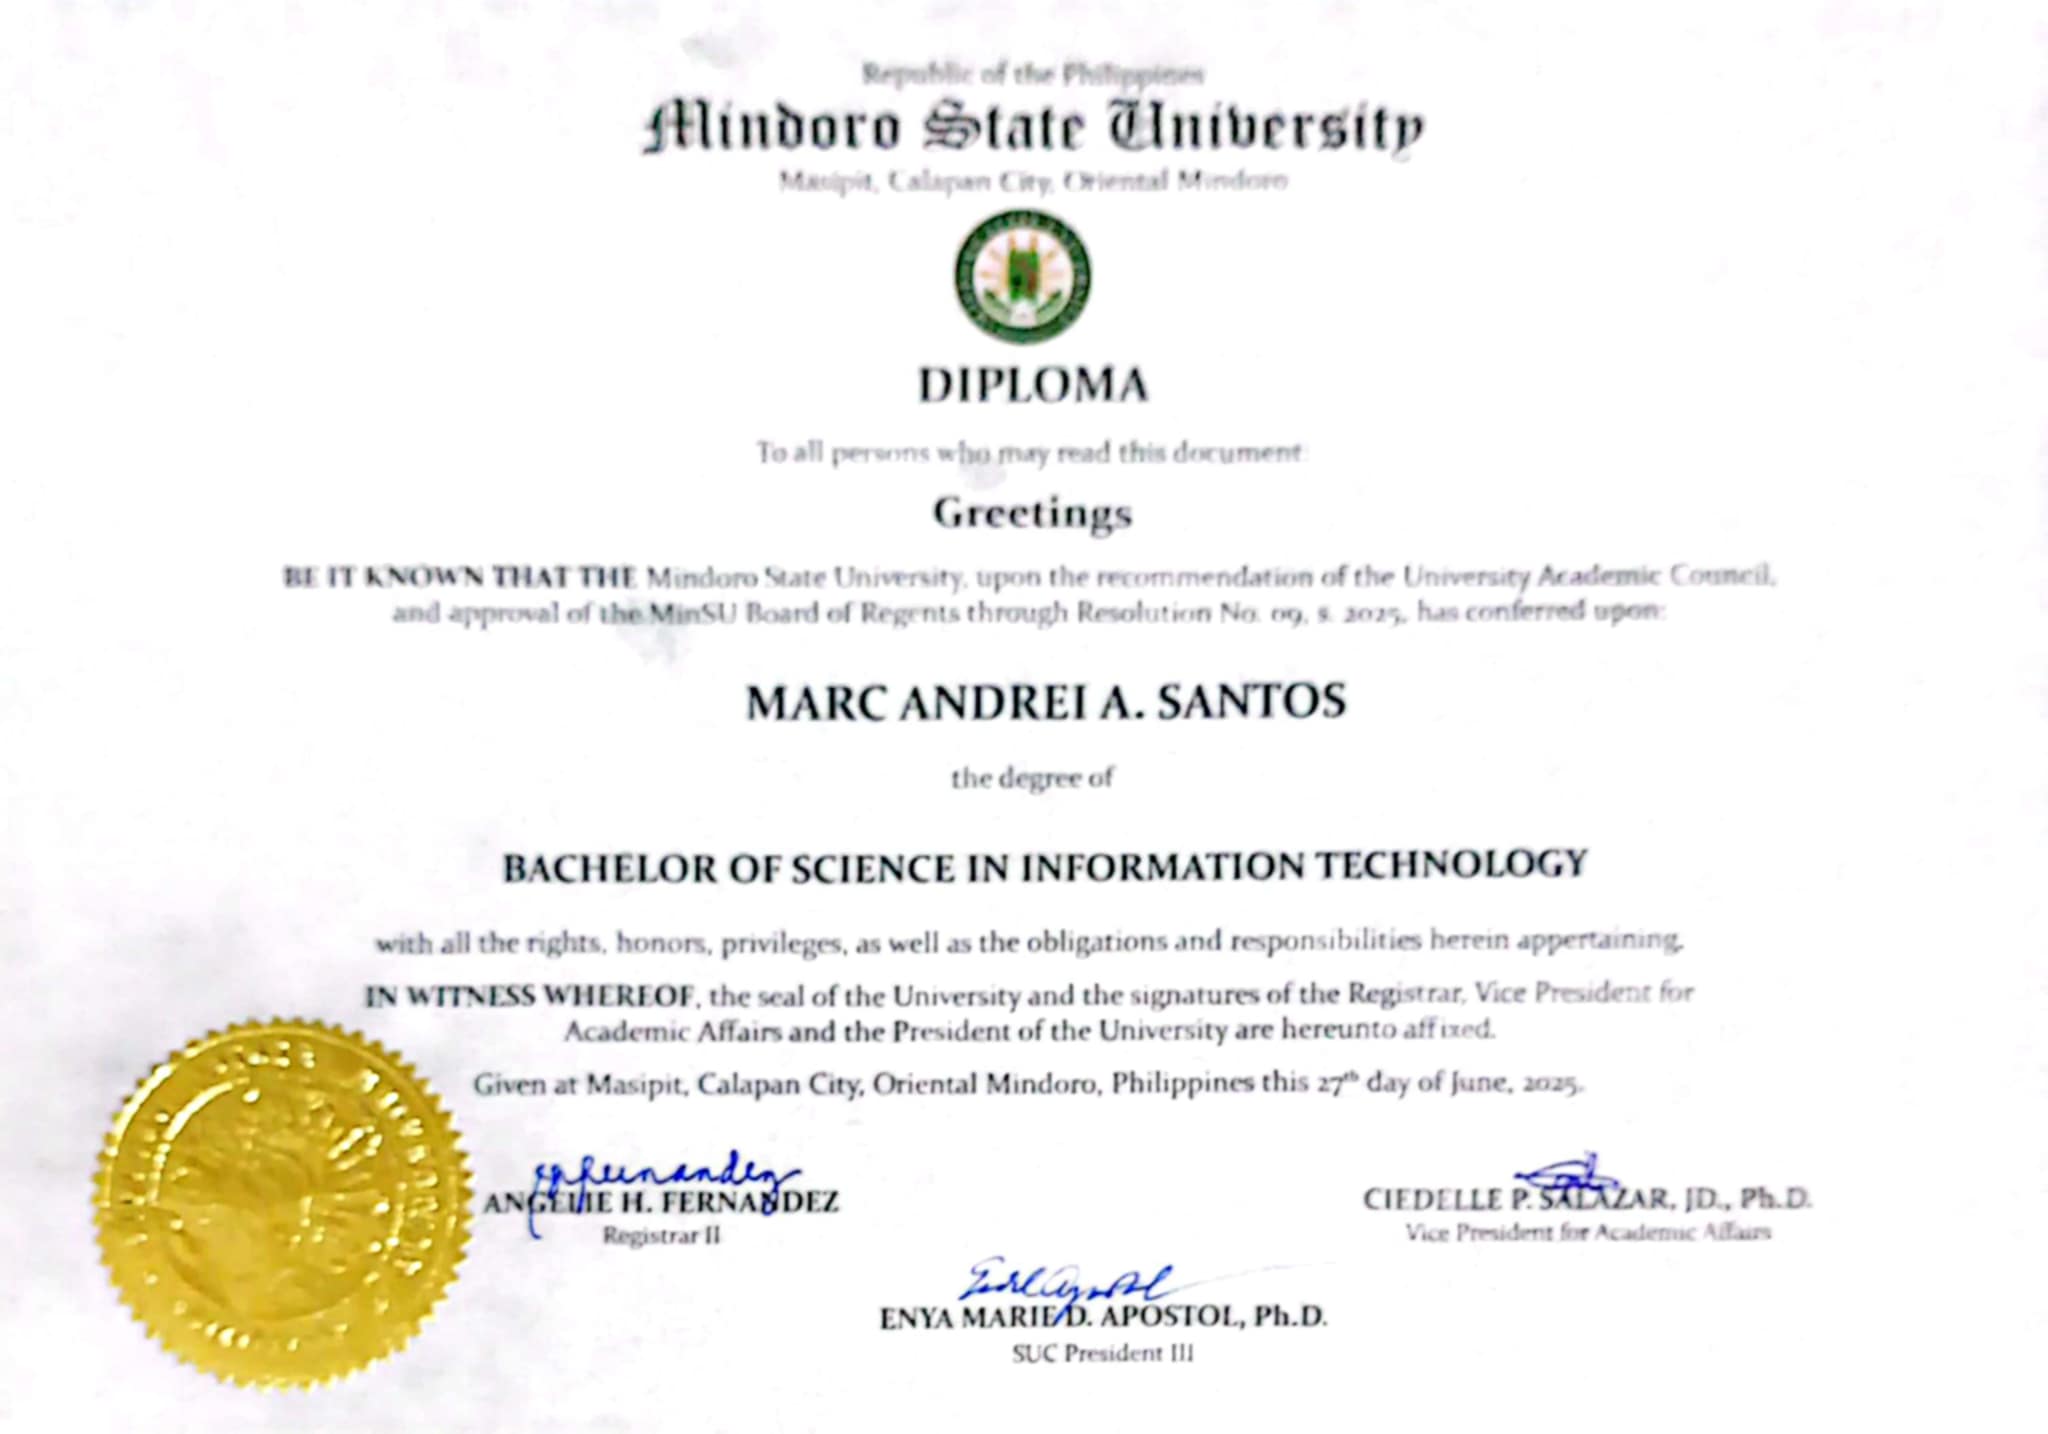 Republic of the Philippines
Mindoro State University
Masipit, Calapan City, Oriental Mindoro
DIPLOMA
To all persons who may read this document:
Greetings
BE IT KNOWN THAT THE Mindoro State University, upon the recommendation of the University Academic Council,
and approval of the MinSU Board of Regents through Resolution No. 09, s. 2025, has conferred upon:
MARC ANDREI A. SANTOS
the degree of
BACHELOR OF SCIENCE IN INFORMATION TECHNOLOGY
with all the rights, honors, privileges, as well as the obligations and responsibilities herein appertaining.
IN WITNESS WHEREOF, the seal of the University and the signatures of the Registrar, Vice President for
Academic Affairs and the President of the University are hereunto affixed.
Given at Masipit, Calapan City, Oriental Mindoro, Philippines this 27th day of June, 2025.
ANGELIE H. FERNANDEZ
Registrar II
CIEDELLE P. SALAZAR, JD., Ph.D.
Vice President for Academic Affairs
ENYA MARIE D. APOSTOL, Ph.D.
SUC President III